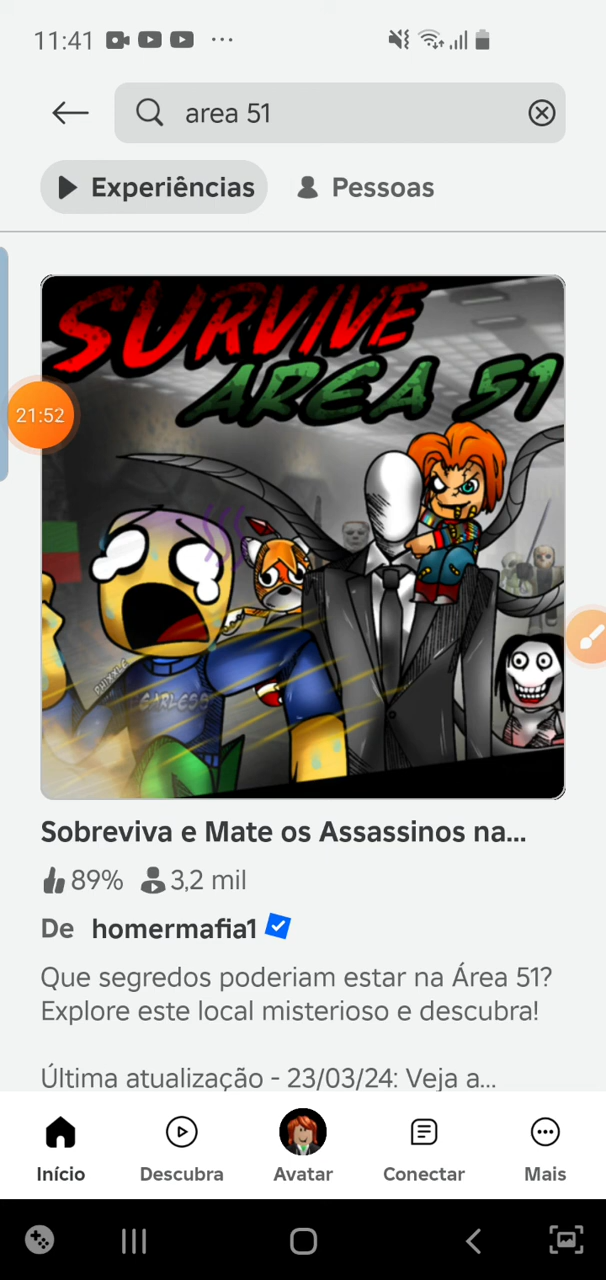 11:41
area 51
Experiências
Pessoas
SURVIVE
AREA 51
21:52
PHIXXLE
EARLESS
Sobreviva e Mate os Assassinos na...
89% 3,2 mil
De homermafia1
Que segredos poderiam estar na Área 51?
Explore este local misterioso e descubra!
Última atualização - 23/03/24: Veja a...
Início
Descubra
Avatar
Conectar
Mais